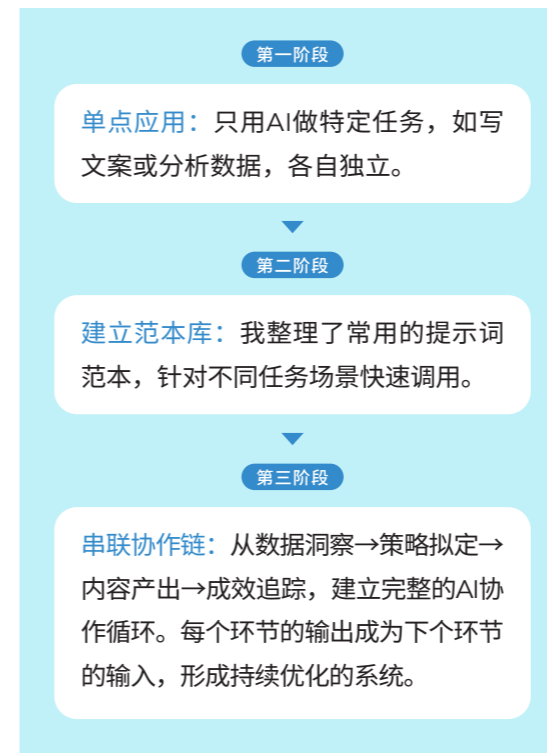 第一阶段
单点应用：只用AI做特定任务，如写
文案或分析数据，各自独立。
第二阶段
建立范本库：我整理了常用的提示词
范本，针对不同任务场景快速调用。
第三阶段
串联协作链：从数据洞察→策略拟定→
内容产出→成效追踪，建立完整的AI协
作循环。每个环节的输出成为下个环节
的输入，形成持续优化的系统。